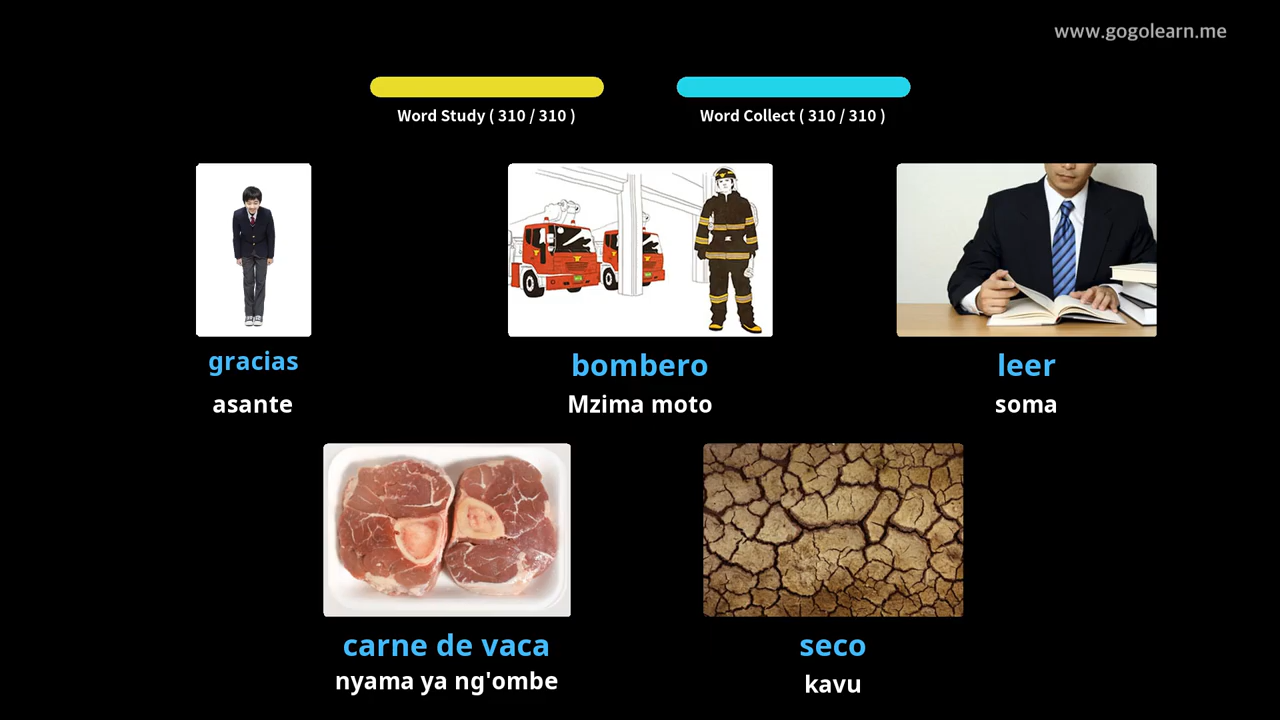 www.gogolearn.me
Word Study ( 310 / 310 )
Word Collect ( 310 / 310 )
gracias
asante
bombero
Mzima moto
leer
soma
carne de vaca
nyama ya ng'ombe
seco
kavu